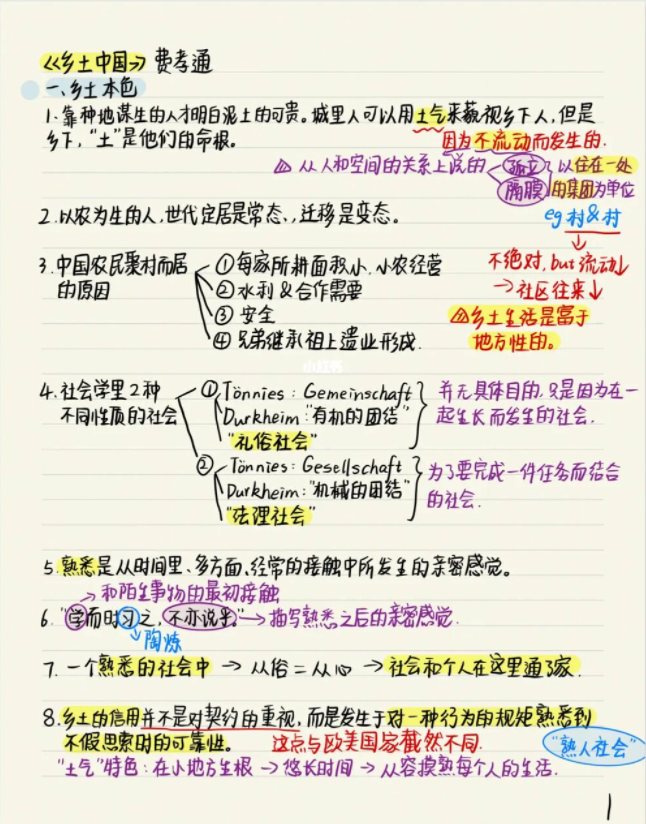 《乡土中国》 费孝通
一、乡土本色
1. 靠种地谋生的人才明白泥土的可贵。城里人可以用土气来藐视乡下人,但是
乡下,"土"是他们的命根。
因为不流动而发生的.
从人和空间的关系上说的
孤立
隔膜
以住在一处
的集团为单位
eg 村&村
2. 以农为生的人,世代定居是常态、,迁移是变态。
不绝对, but 流动↓
→社区往来↓
乡土生活是富于
地方性的。
3. 中国农民聚村而居
的原因
① 每家所耕面积小. 小农经营
② 水利 & 合作需要
③ 安全
④ 兄弟继承祖上遗业形成.
小红书
4. 社会学里2种
不同性质的社会
① Tönnies: Gemeinschaft
Durkheim: "有机的团结"
"礼俗社会"
并无具体目的,只是因为在一
起生长而发生的社会.
② Tönnies: Gesellschaft
Durkheim: "机械的团结"
"法理社会"
为了要完成一件任务而结合
的社会.
5. 熟悉是从时间里、多方面、经常的接触中所发生的亲密感觉。
→ 和陌生事物的最初接触
6. "学而时习之,不亦说乎。" → 描写熟悉之后的亲密感觉.
陶炼
7. 一个熟悉的社会中 → 从俗=从心 → 社会和个人在这里通了家.
8. 乡土的信用并不是对契约的重视,而是发生于对一种行为的规矩熟悉到
不假思索时的可靠性。 这点与欧美国家截然不同.
"熟人社会"
"土气"特色:在小地方生根 → 悠长时间 → 从容摸熟每个人的生活.
1